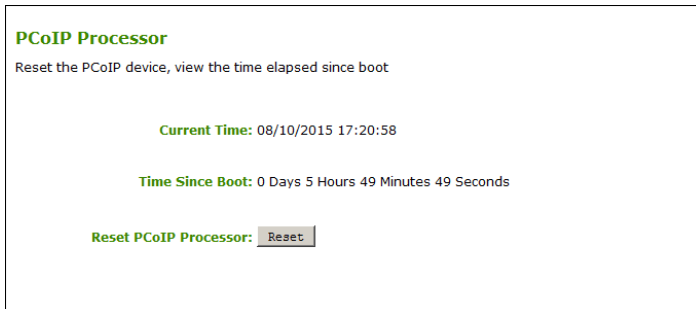 PCoIP Processor
Reset the PCoIP device, view the time elapsed since boot
Current Time: 08/10/2015 17:20:58
Time Since Boot: 0 Days 5 Hours 49 Minutes 49 Seconds
Reset PCoIP Processor: Reset